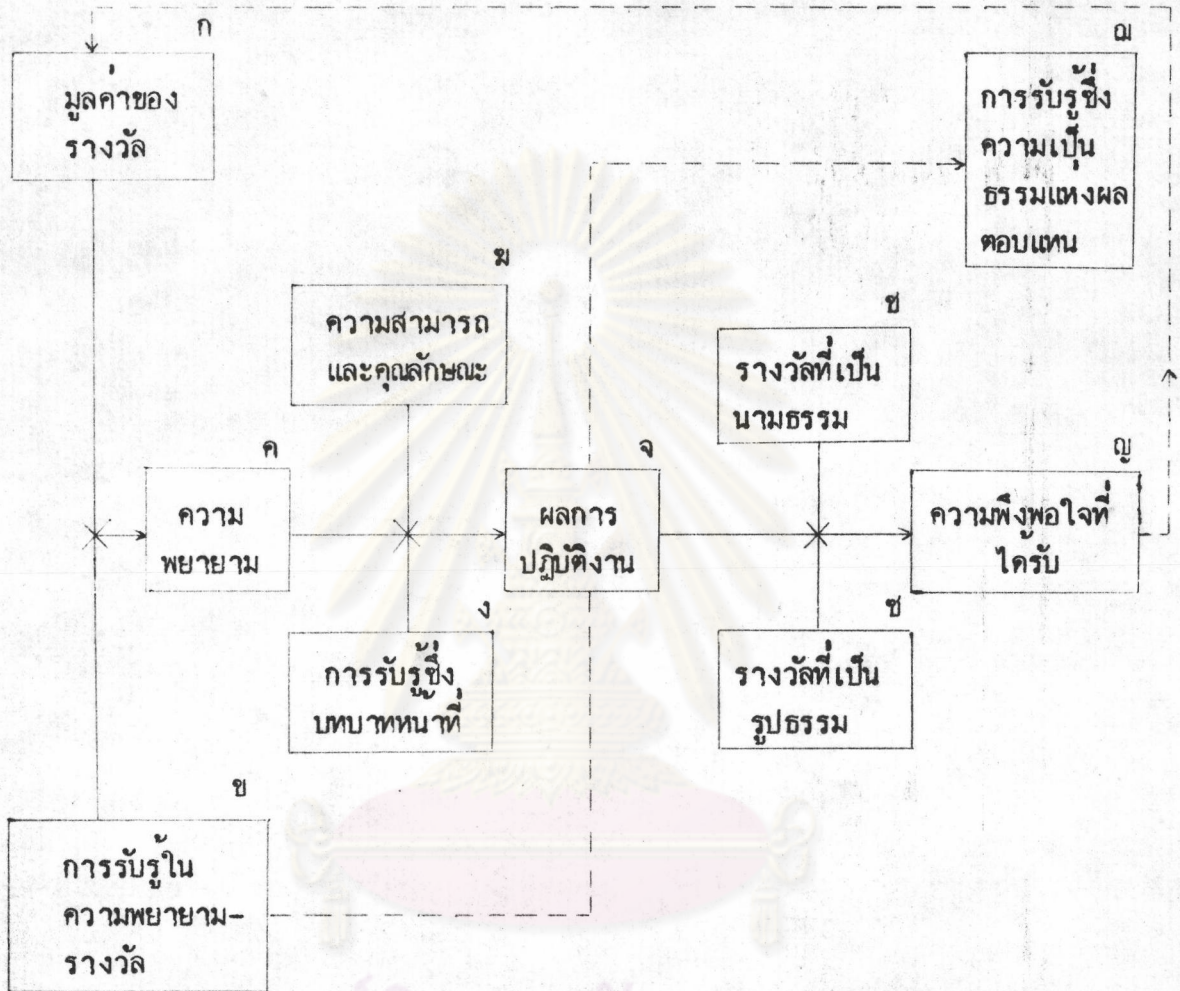 ก
มูลค่าของ
รางวัล
ฌ
การรับรู้ซึ่ง
ความเป็น
ธรรมแห่งผล
ตอบแทน
ฆ
ความสามารถ
และคุณลักษณะ
ช
รางวัลที่เป็น
นามธรรม
ค
ความ
พยายาม
จ
ผลการ
ปฏิบัติงาน
ญ
ความพึงพอใจที่
ได้รับ
ง
การรับรู้ซึ่ง
บทบาทหน้าที่
ซ
รางวัลที่เป็น
รูปธรรม
ข
การรับรู้ใน
ความพยายาม-
รางวัล